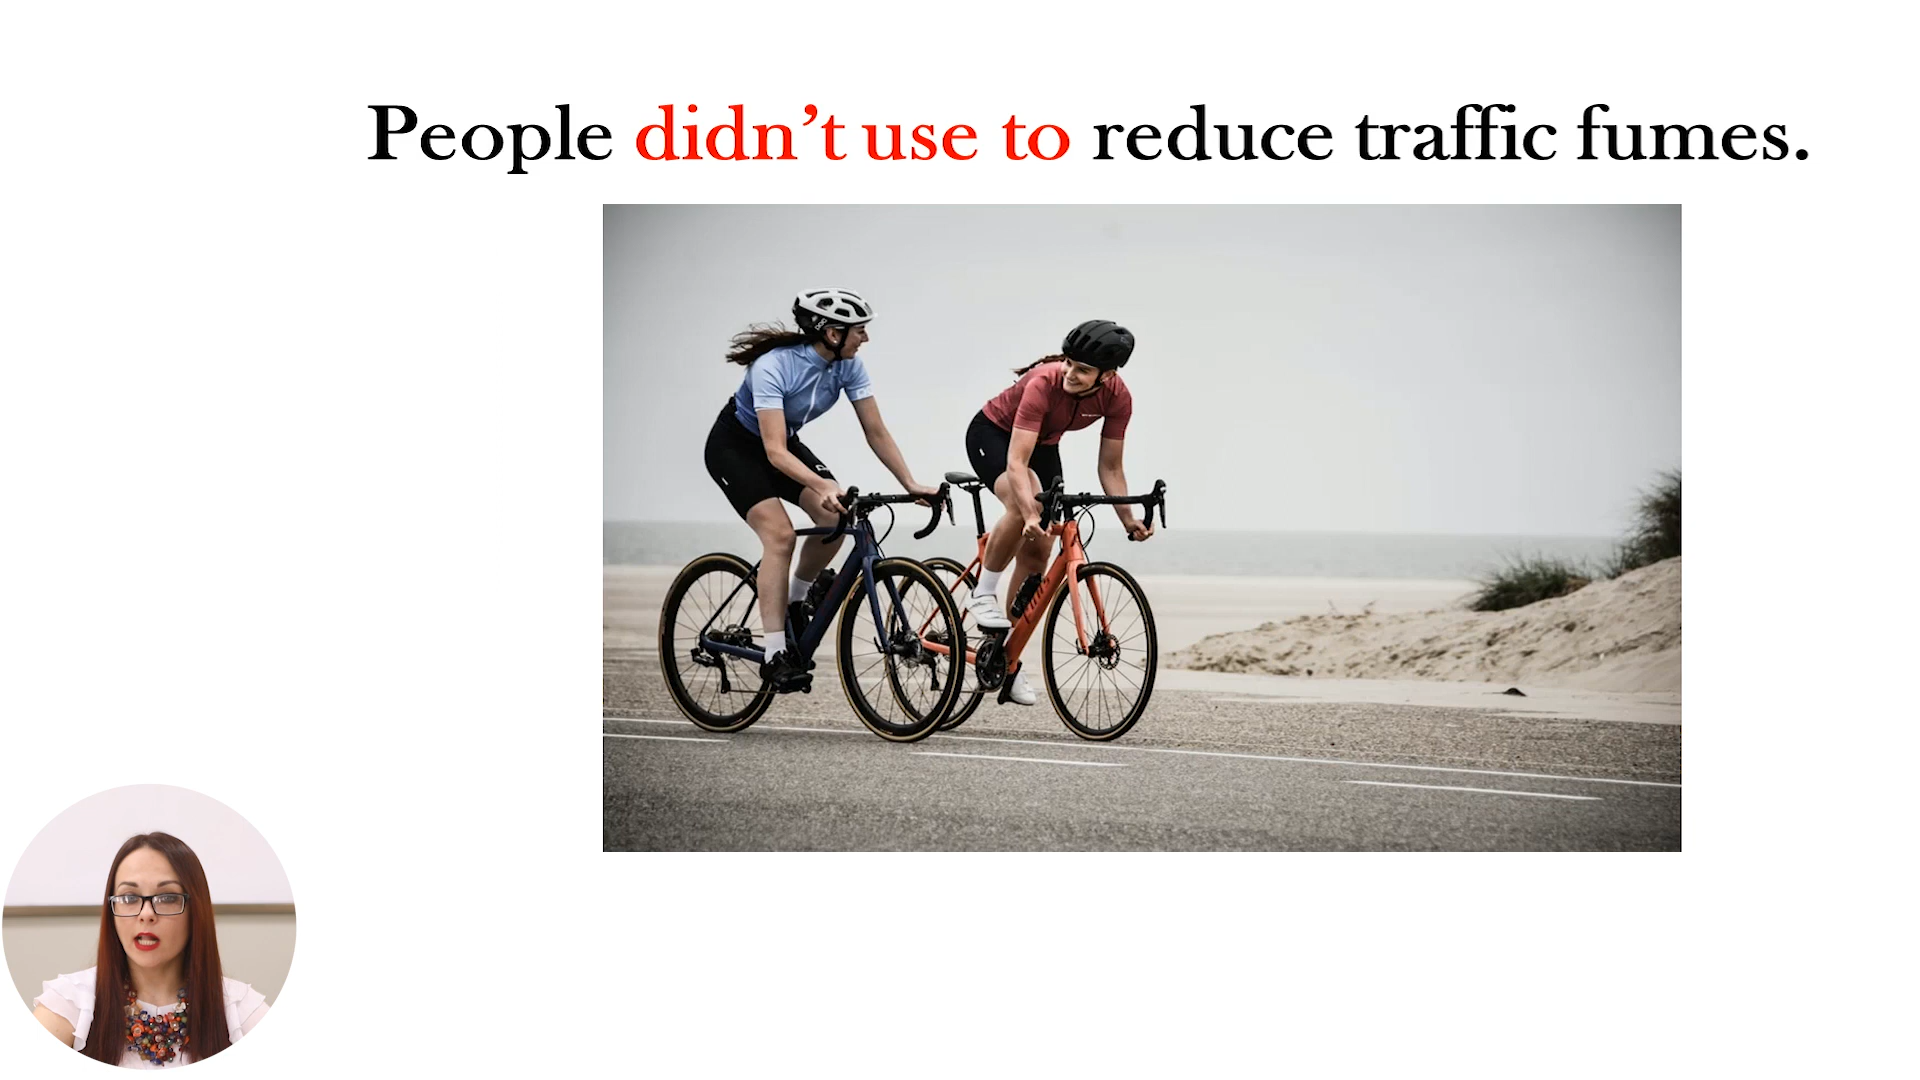 People didn’t use to reduce traffic fumes.